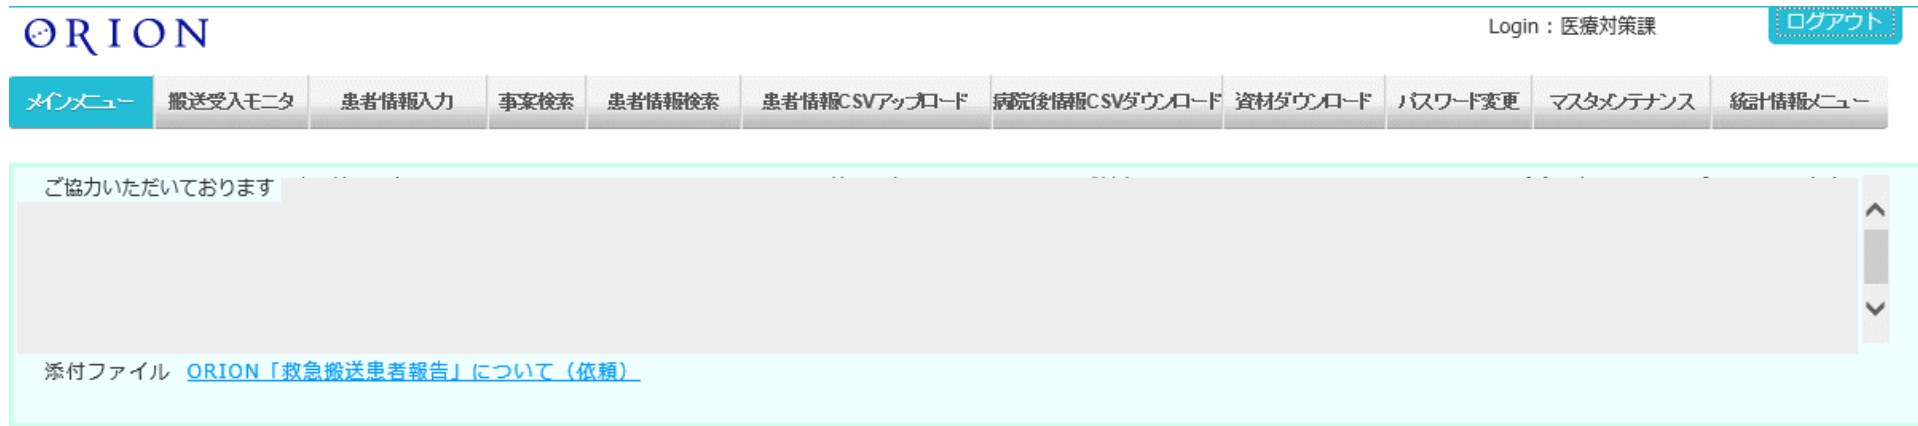 ORION
Login：医療対策課
ログアウト
メインメニュー 搬送受入モニタ 患者情報入力 事案検索 患者情報検索 患者情報CSVアップロード 病院後情報CSVダウンロード 資材ダウンロード パスワード変更 マスタメンテナンス 統計情報メニュー
ご協力いただいております
添付ファイル ORION「救急搬送患者報告」について（依頼）